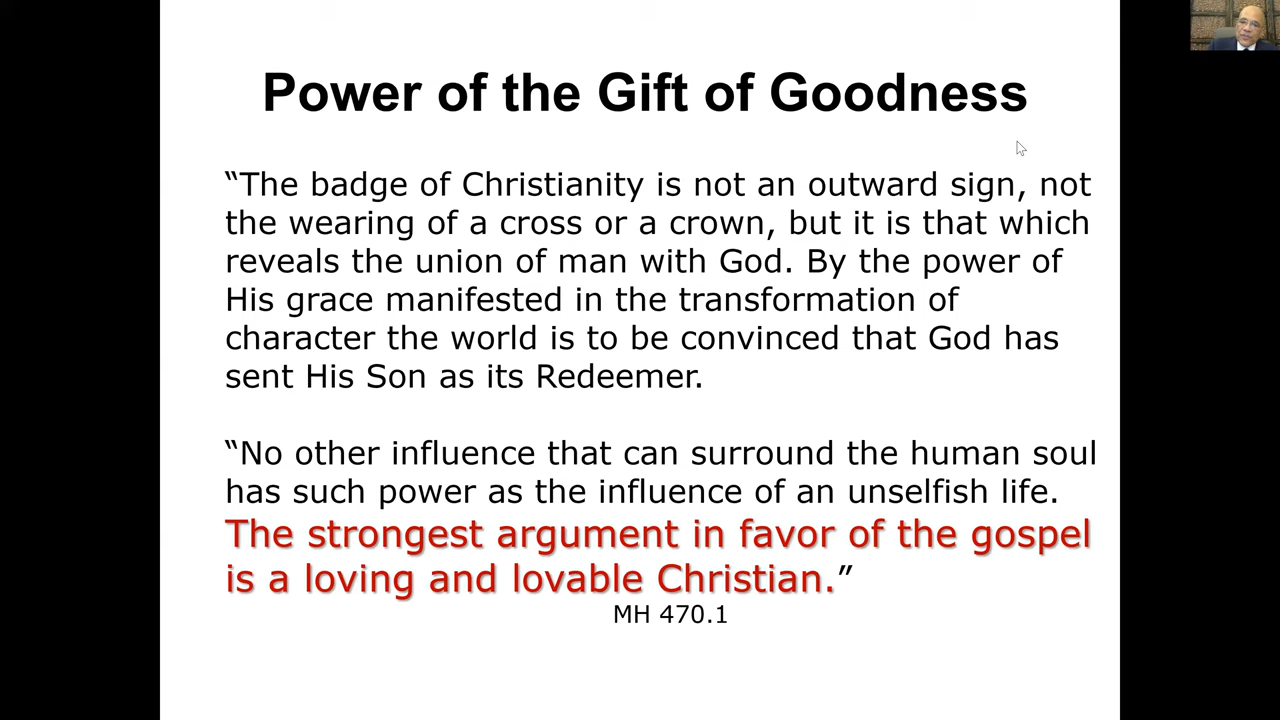 Power of the Gift of Goodness
“The badge of Christianity is not an outward sign, not
the wearing of a cross or a crown, but it is that which
reveals the union of man with God. By the power of
His grace manifested in the transformation of
character the world is to be convinced that God has
sent His Son as its Redeemer.
“No other influence that can surround the human soul
has such power as the influence of an unselfish life.
The strongest argument in favor of the gospel
is a loving and lovable Christian.”
MH 470.1